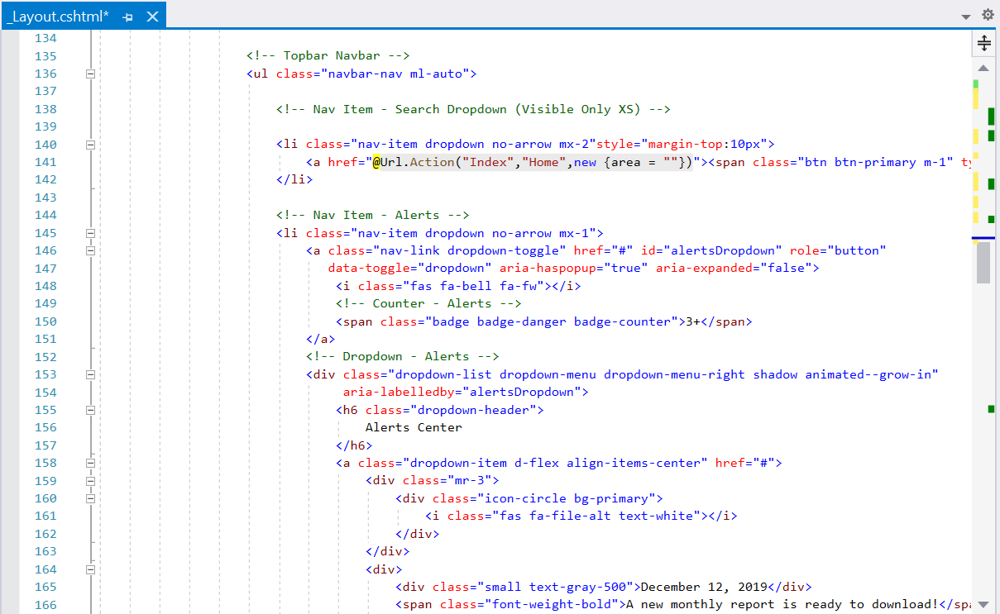 _Layout.cshtml*
134
135 <!-- Topbar Navbar -->
136 <ul class="navbar-nav ml-auto">
137
138 <!-- Nav Item - Search Dropdown (Visible Only XS) -->
139
140 <li class="nav-item dropdown no-arrow mx-2"style="margin-top:10px">
141 <a href="@Url.Action("Index","Home",new {area = ""})"><span class="btn btn-primary m-1" ty
142 </li>
143
144 <!-- Nav Item - Alerts -->
145 <li class="nav-item dropdown no-arrow mx-1">
146 <a class="nav-link dropdown-toggle" href="#" id="alertsDropdown" role="button"
147 data-toggle="dropdown" aria-haspopup="true" aria-expanded="false">
148 <i class="fas fa-bell fa-fw"></i>
149 <!-- Counter - Alerts -->
150 <span class="badge badge-danger badge-counter">3+</span>
151 </a>
152 <!-- Dropdown - Alerts -->
153 <div class="dropdown-list dropdown-menu dropdown-menu-right shadow animated--grow-in"
154 aria-labelledby="alertsDropdown">
155 <h6 class="dropdown-header">
156 Alerts Center
157 </h6>
158 <a class="dropdown-item d-flex align-items-center" href="#">
159 <div class="mr-3">
160 <div class="icon-circle bg-primary">
161 <i class="fas fa-file-alt text-white"></i>
162 </div>
163 </div>
164 <div>
165 <div class="small text-gray-500">December 12, 2019</div>
166 <span class="font-weight-bold">A new monthly report is ready to download!</spa